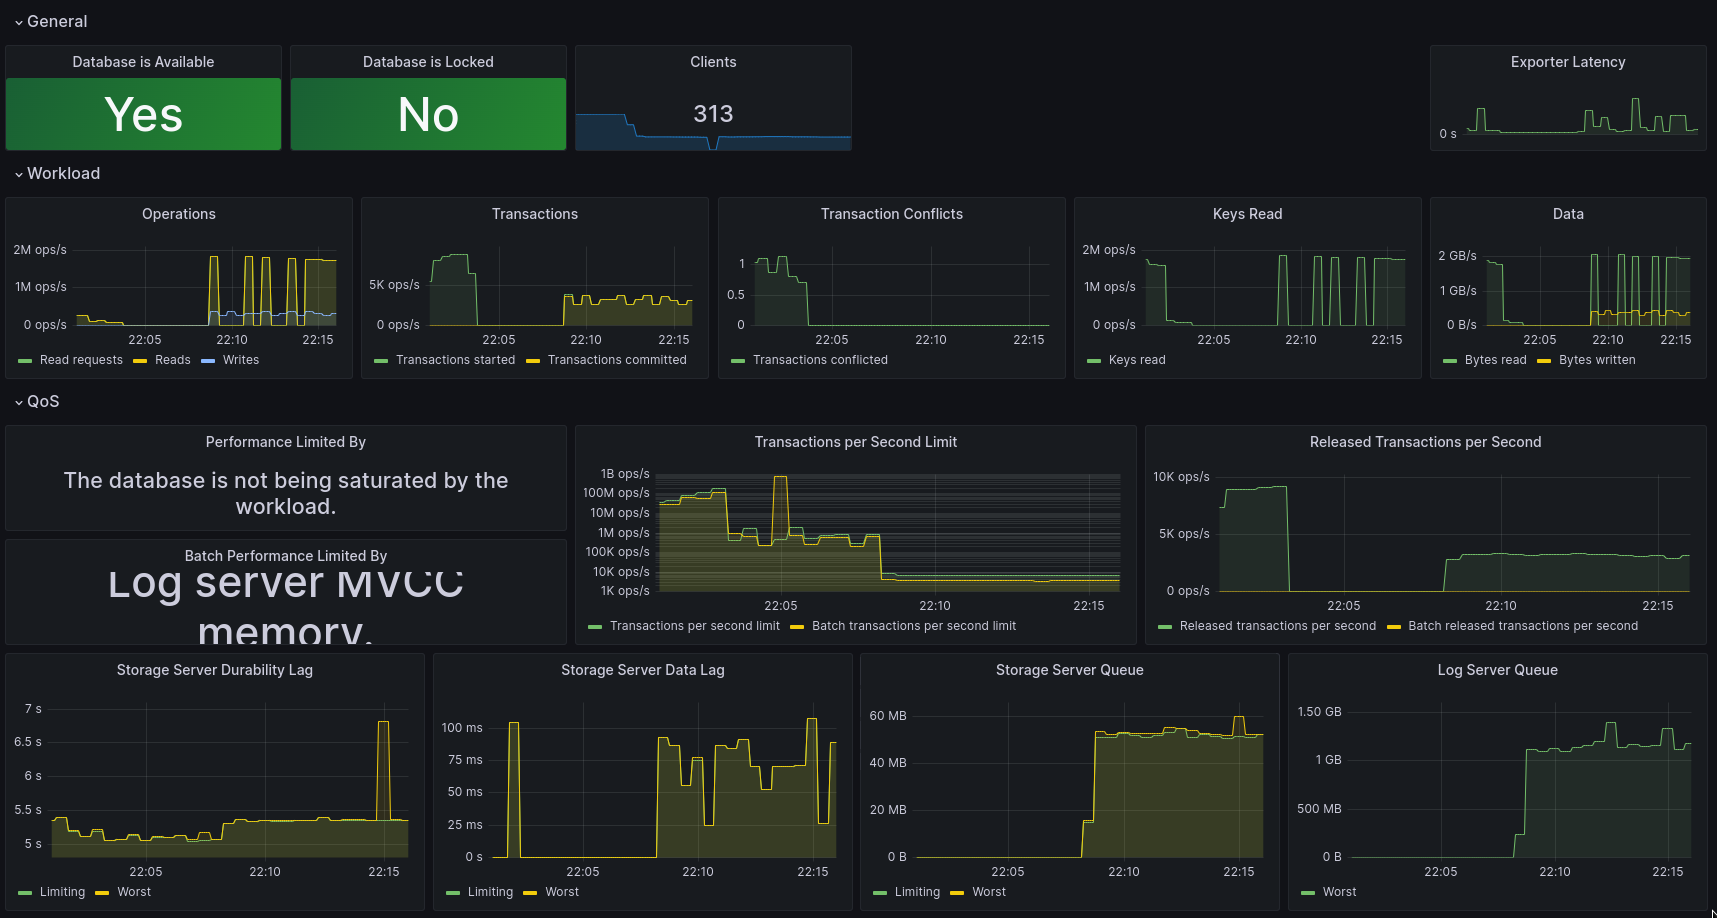 General
Database is Available
Database is Locked
Clients
Exporter Latency
Yes
No
313
0 s
Workload
Operations
2M ops/s
1M ops/s
0 ops/s
22:05
22:10
22:15
Read requests
Reads
Writes
Transactions
5K ops/s
0 ops/s
22:05
22:10
22:15
Transactions started
Transactions committed
Transaction Conflicts
1
0.5
0
22:05
22:10
22:15
Transactions conflicted
Keys Read
2M ops/s
1M ops/s
0 ops/s
22:05
22:10
22:15
Keys read
Data
2 GB/s
1 GB/s
0 B/s
22:05
22:10
22:15
Bytes read
Bytes written
QoS
Performance Limited By
The database is not being saturated by the
workload.
Batch Performance Limited By
Log server MVCC
memory.
Transactions per Second Limit
1B ops/s
100M ops/s
10M ops/s
1M ops/s
100K ops/s
10K ops/s
1K ops/s
22:05
22:10
22:15
Transactions per second limit
Batch transactions per second limit
Released Transactions per Second
10K ops/s
5K ops/s
0 ops/s
22:05
22:10
22:15
Released transactions per second
Batch released transactions per second
Storage Server Durability Lag
7 s
6.5 s
6 s
5.5 s
5 s
22:05
22:10
22:15
Limiting
Worst
Storage Server Data Lag
100 ms
75 ms
50 ms
25 ms
0 s
22:05
22:10
22:15
Limiting
Worst
Storage Server Queue
60 MB
40 MB
20 MB
0 B
22:05
22:10
22:15
Limiting
Worst
Log Server Queue
1.50 GB
1 GB
500 MB
0 B
22:05
22:10
22:15
Worst